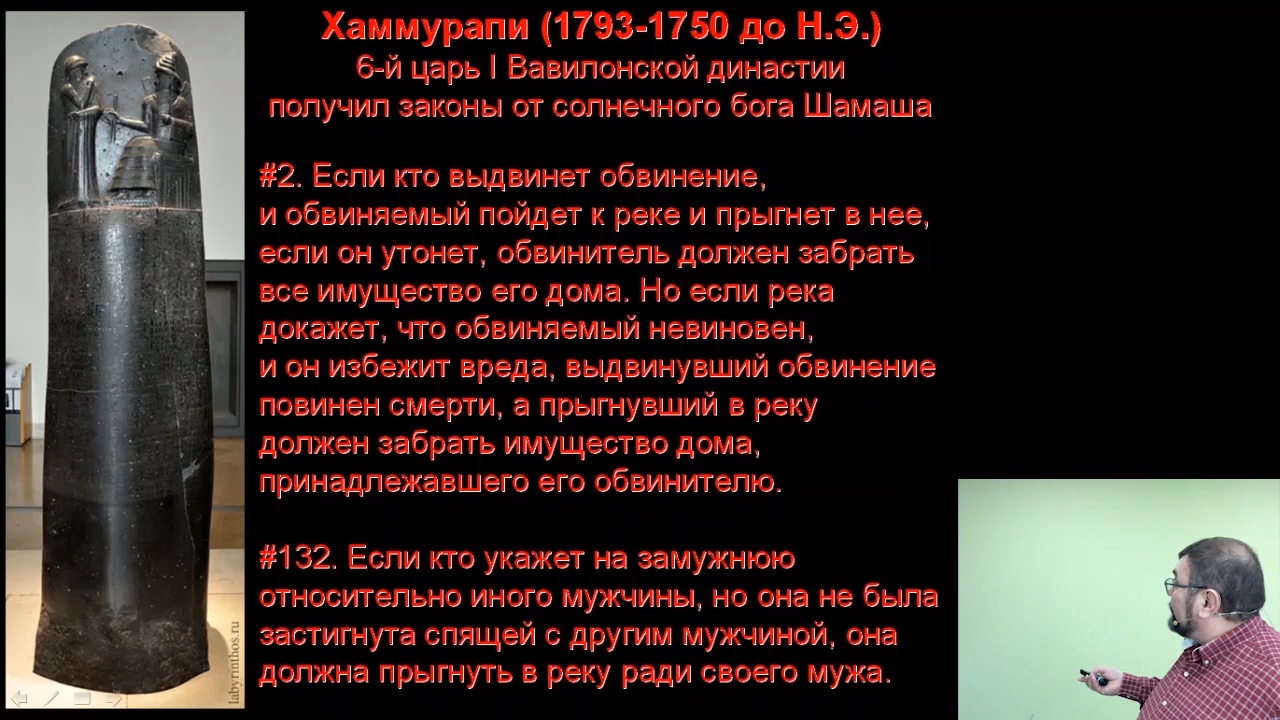 Хаммурапи (1793-1750 до Н.Э.)
6-й царь I Вавилонской династии
получил законы от солнечного бога Шамаша
#2. Если кто выдвинет обвинение,
и обвиняемый пойдет к реке и прыгнет в нее,
если он утонет, обвинитель должен забрать
все имущество его дома. Но если река
докажет, что обвиняемый невиновен,
и он избежит вреда, выдвинувший обвинение
повинен смерти, а прыгнувший в реку
должен забрать имущество дома,
принадлежавшего его обвинителю.
#132. Если кто укажет на замужнюю
относительно иного мужчины, но она не была
застигнута спящей с другим мужчиной, она
должна прыгнуть в реку ради своего мужа.
labyrinthos.ru